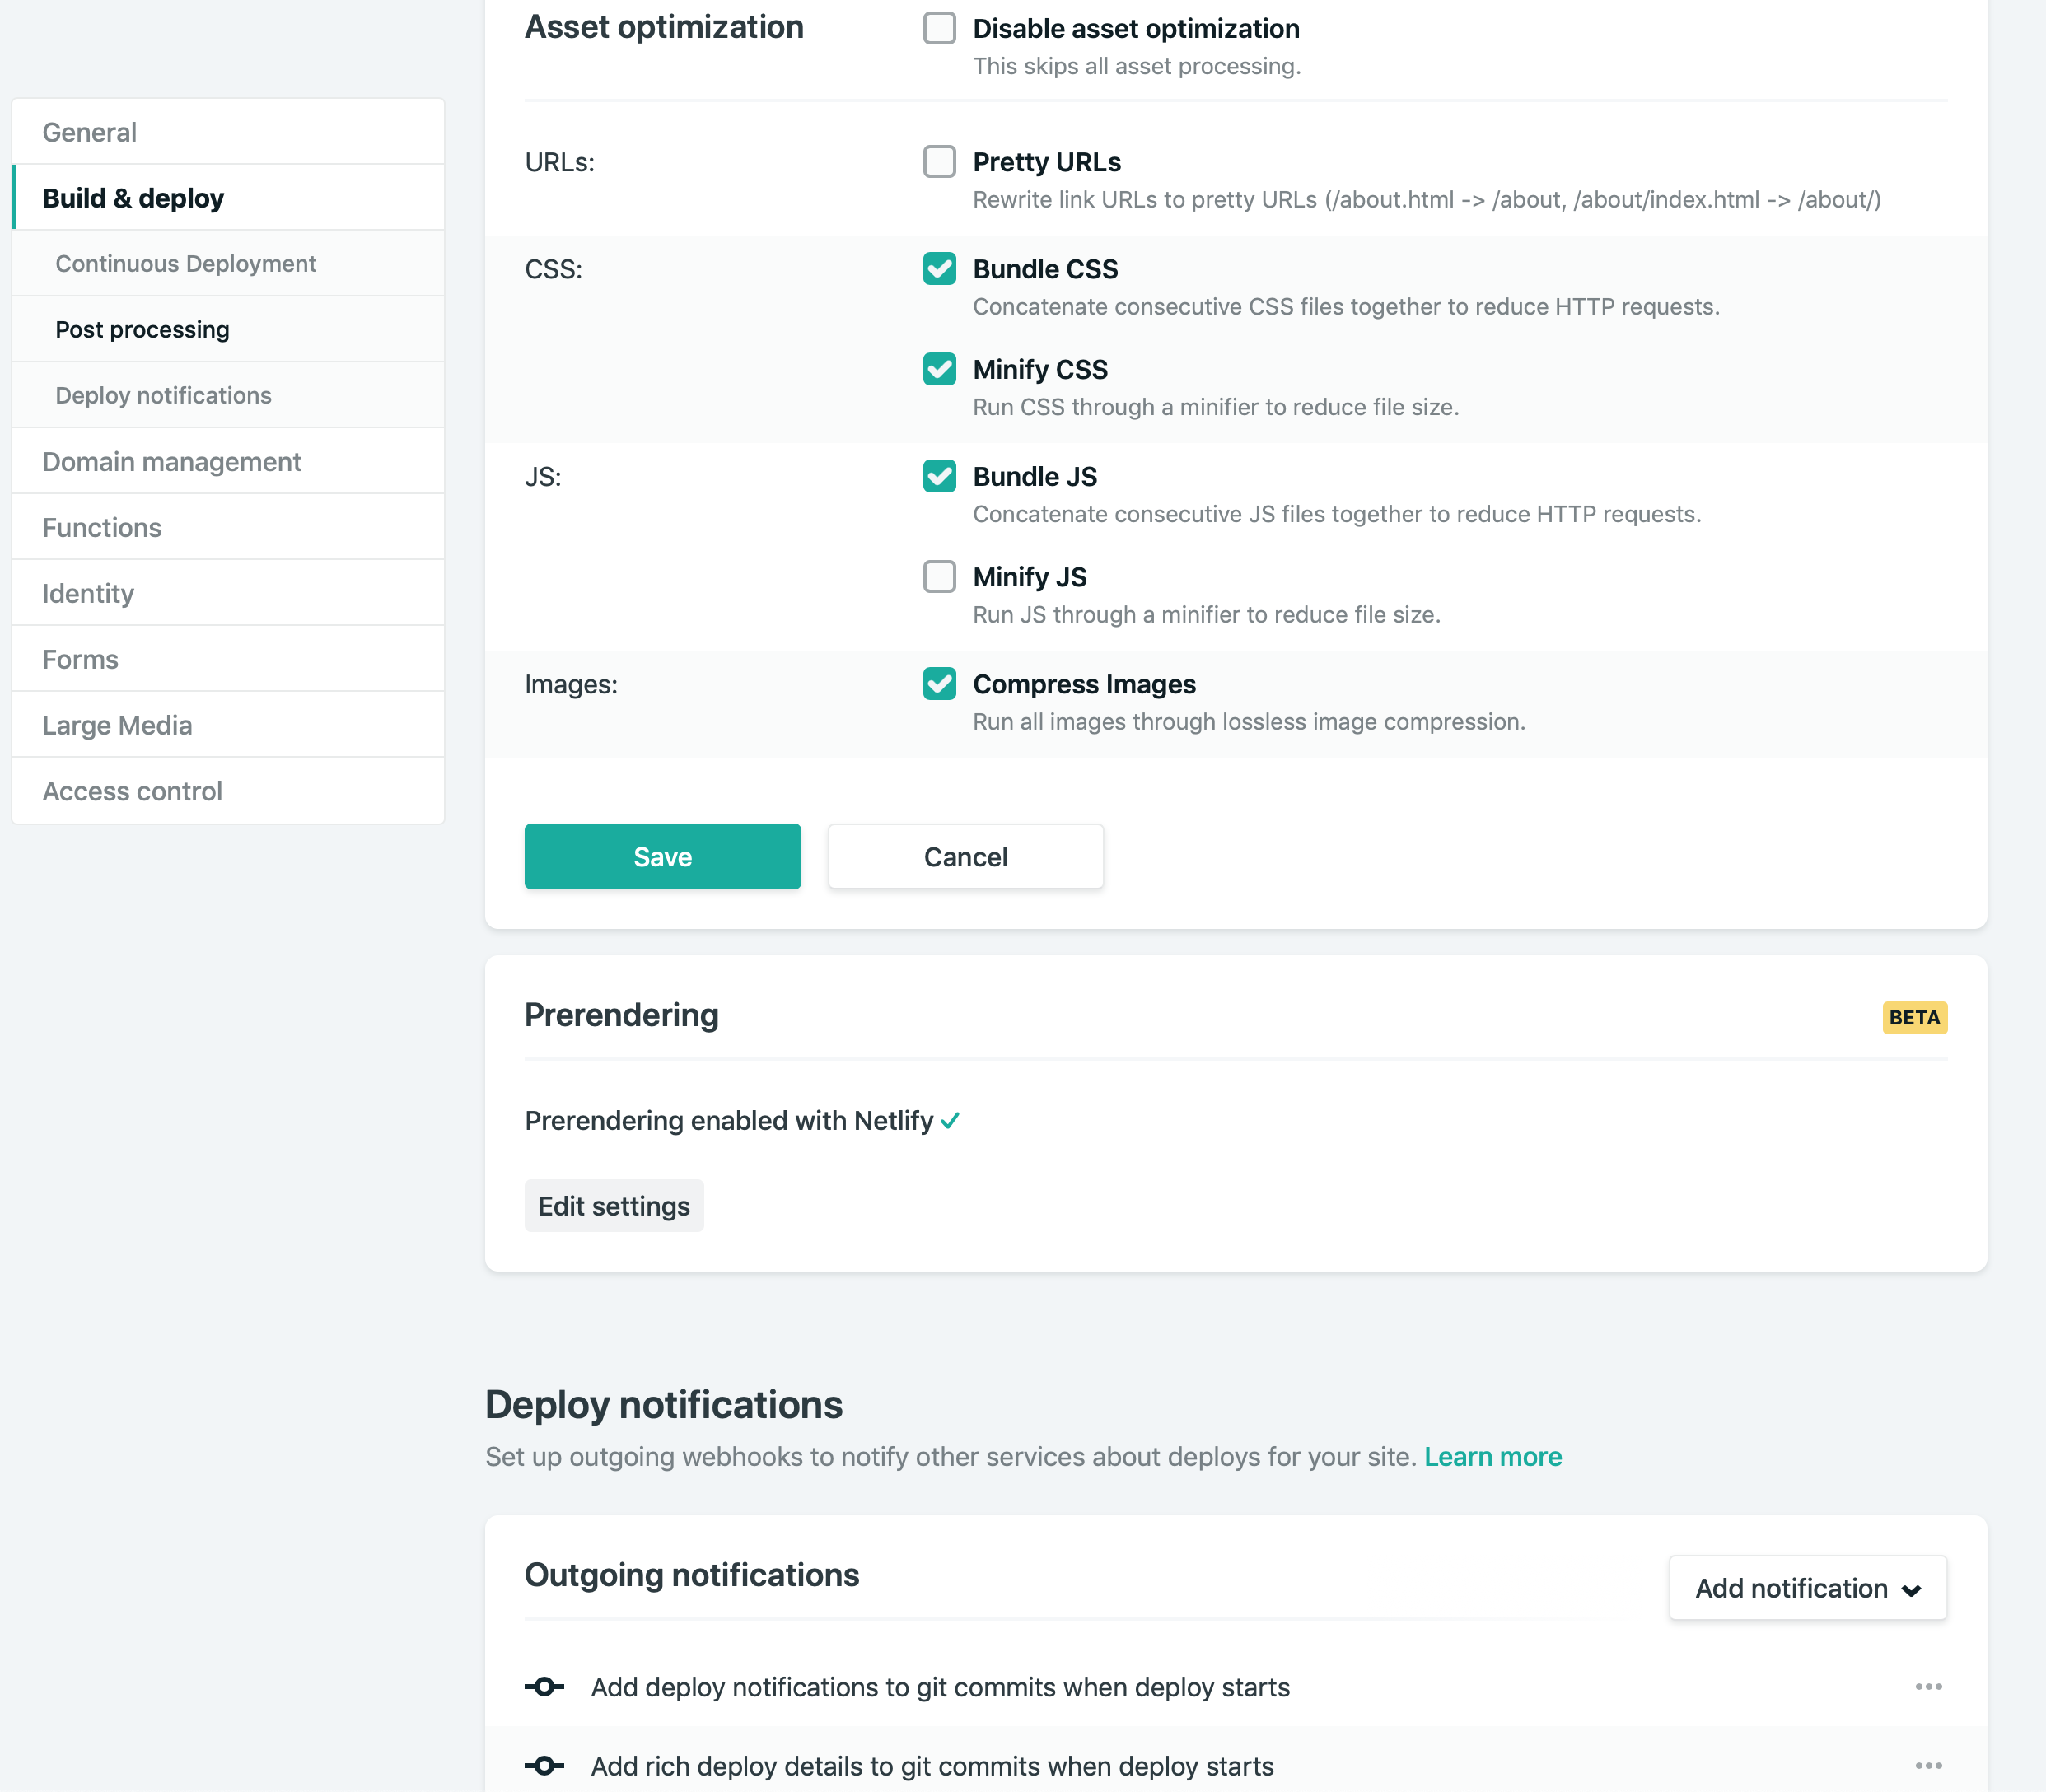 General
Build & deploy
Continuous Deployment
Post processing
Deploy notifications
Domain management
Functions
Identity
Forms
Large Media
Access control
Asset optimization
Disable asset optimization
This skips all asset processing.
URLs:
Pretty URLs
Rewrite link URLs to pretty URLs (/about.html -> /about, /about/index.html -> /about/)
CSS:
Bundle CSS
Concatenate consecutive CSS files together to reduce HTTP requests.
Minify CSS
Run CSS through a minifier to reduce file size.
JS:
Bundle JS
Concatenate consecutive JS files together to reduce HTTP requests.
Minify JS
Run JS through a minifier to reduce file size.
Images:
Compress Images
Run all images through lossless image compression.
Save
Cancel
Prerendering
BETA
Prerendering enabled with Netlify
Edit settings
Deploy notifications
Set up outgoing webhooks to notify other services about deploys for your site. Learn more
Outgoing notifications
Add notification
Add deploy notifications to git commits when deploy starts
Add rich deploy details to git commits when deploy starts